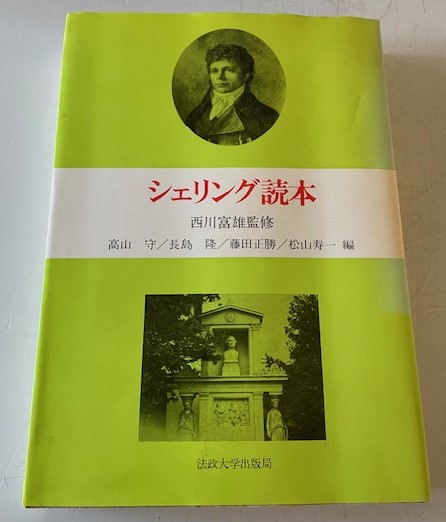 シェリング読本
西川富雄監修
高山 守／長島 隆／藤田正勝／松山寿一 編
法政大学出版局